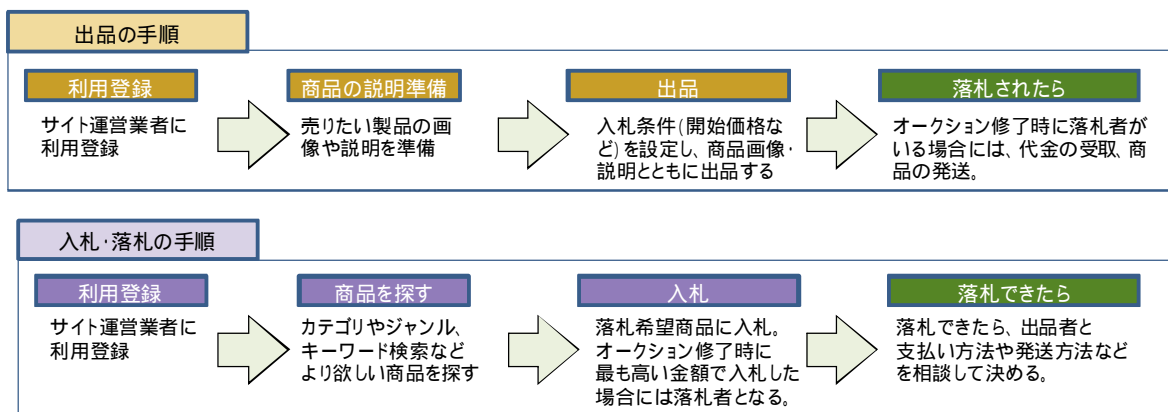 出品の手順
利用登録
サイト運営業者に
利用登録
商品の説明準備
売りたい製品の画
像や説明を準備
出品
入札条件(開始価格な
ど)を設定し、商品画像・
説明とともに出品する
落札されたら
オークション修了時に落札者が
いる場合には、代金の受取、商
品の発送。
入札・落札の手順
利用登録
サイト運営業者に
利用登録
商品を探す
カテゴリやジャンル、
キーワード検索など
より欲しい商品を探す
入札
落札希望商品に入札。
オークション修了時に
最も高い金額で入札した
場合には落札者となる。
落札できたら
落札できたら、出品者と
支払い方法や発送方法など
を相談して決める。